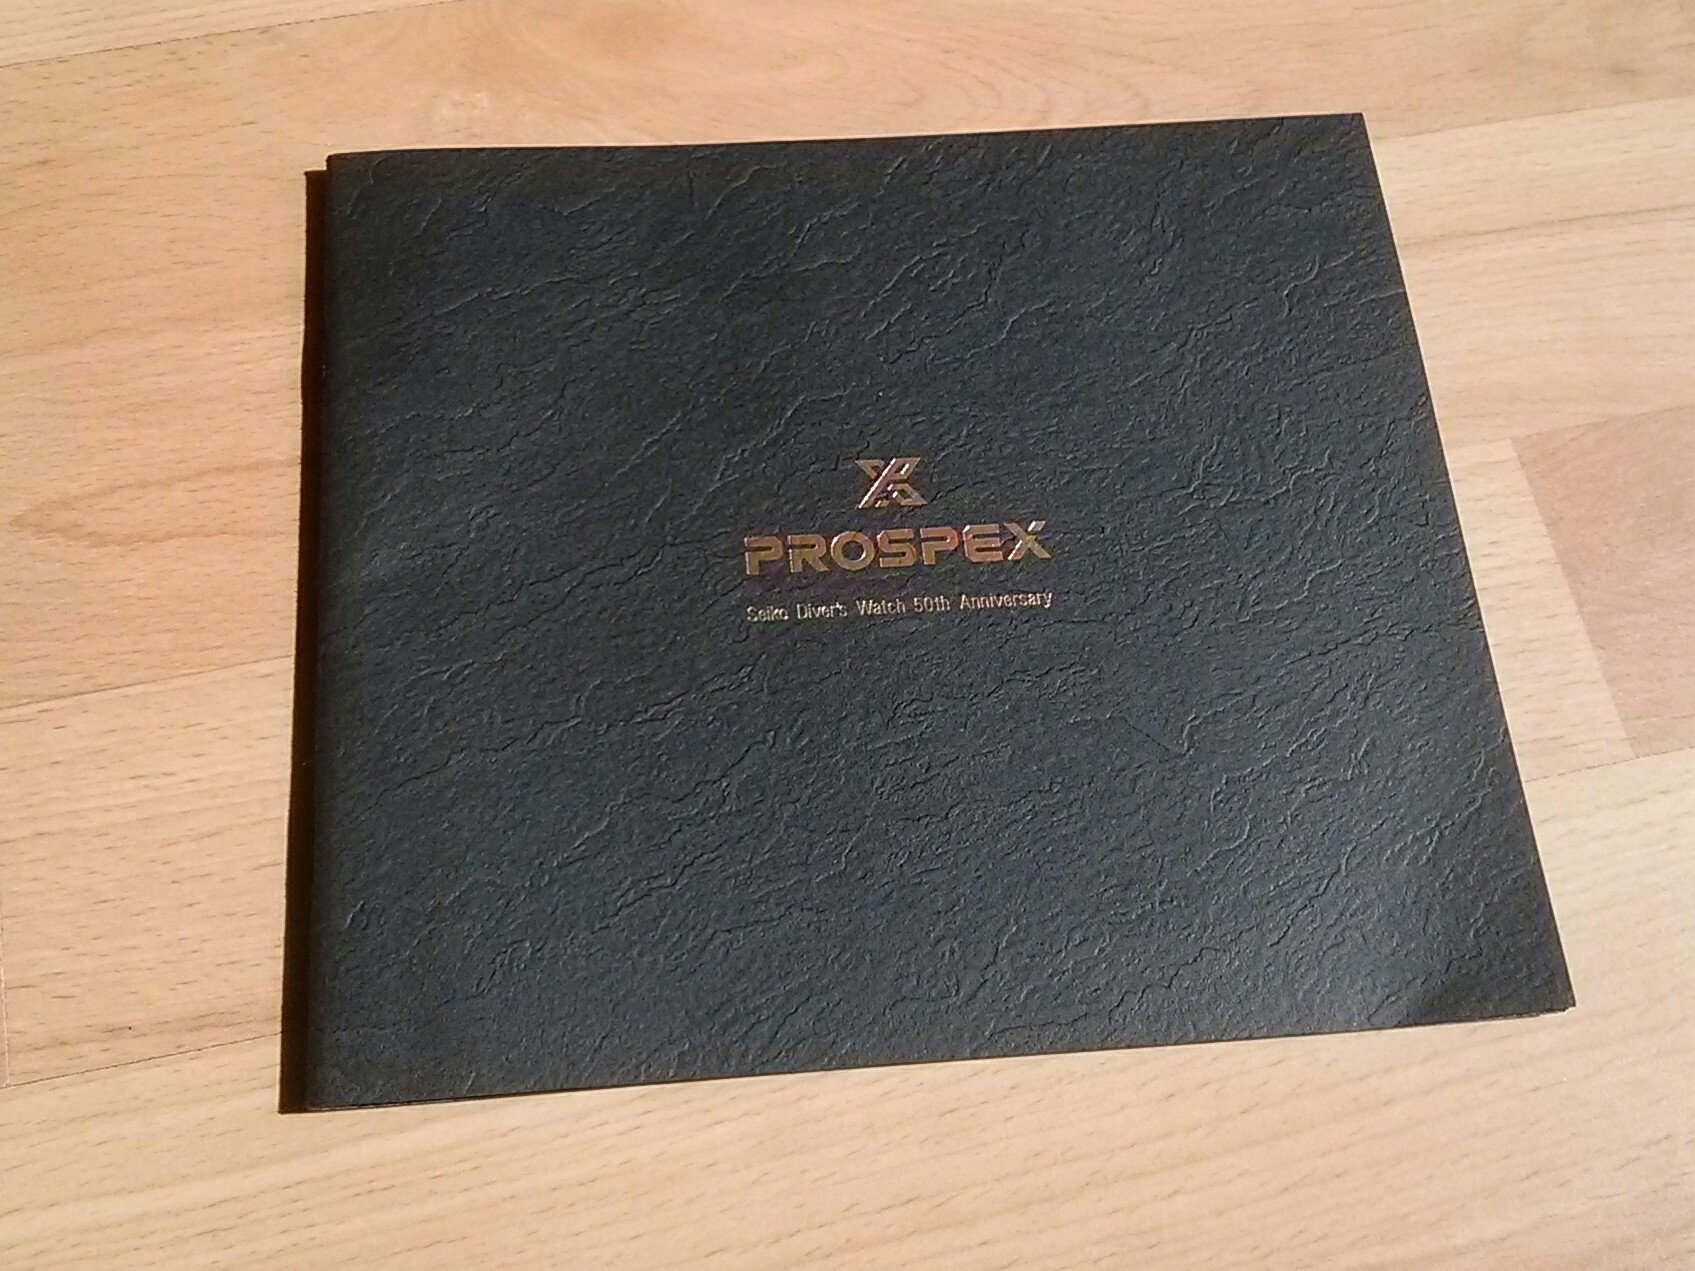 PROSPEX
Seiko Diver's Watch 50th Anniversary